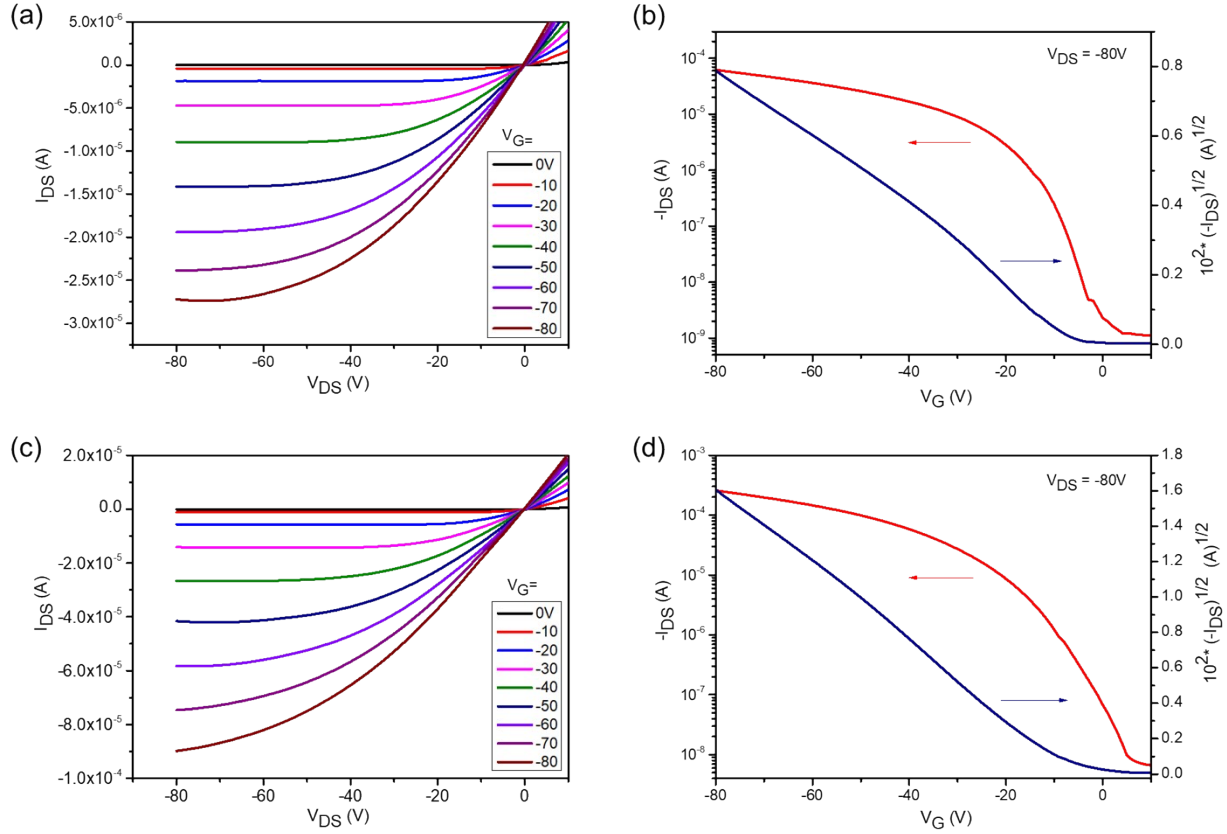 (a)
5.0x10⁻⁶
0.0
-5.0x10⁻⁶
-1.0x10⁻⁵
-1.5x10⁻⁵
-2.0x10⁻⁵
-2.5x10⁻⁵
-3.0x10⁻⁵
I_DS (A)
V_G=
0V
-10
-20
-30
-40
-50
-60
-70
-80
-80 -60 -40 -20 0
V_DS (V)
(b)
V_DS = -80V
10⁻⁴
10⁻⁵
10⁻⁶
10⁻⁷
10⁻⁸
10⁻⁹
-I_DS (A)
0.8
0.6
0.4
0.2
0.0
10²* (-I_DS)^1/2 (A)^1/2
-80 -60 -40 -20 0
V_G (V)
(c)
2.0x10⁻⁵
0.0
-2.0x10⁻⁵
-4.0x10⁻⁵
-6.0x10⁻⁵
-8.0x10⁻⁵
-1.0x10⁻⁴
I_DS (A)
V_G=
0V
-10
-20
-30
-40
-50
-60
-70
-80
-80 -60 -40 -20 0
V_DS (V)
(d)
V_DS = -80V
10⁻³
10⁻⁴
10⁻⁵
10⁻⁶
10⁻⁷
10⁻⁸
-I_DS (A)
1.8
1.6
1.4
1.2
1.0
0.8
0.6
0.4
0.2
0.0
10²* (-I_DS)^1/2 (A)^1/2
-80 -60 -40 -20 0
V_G (V)